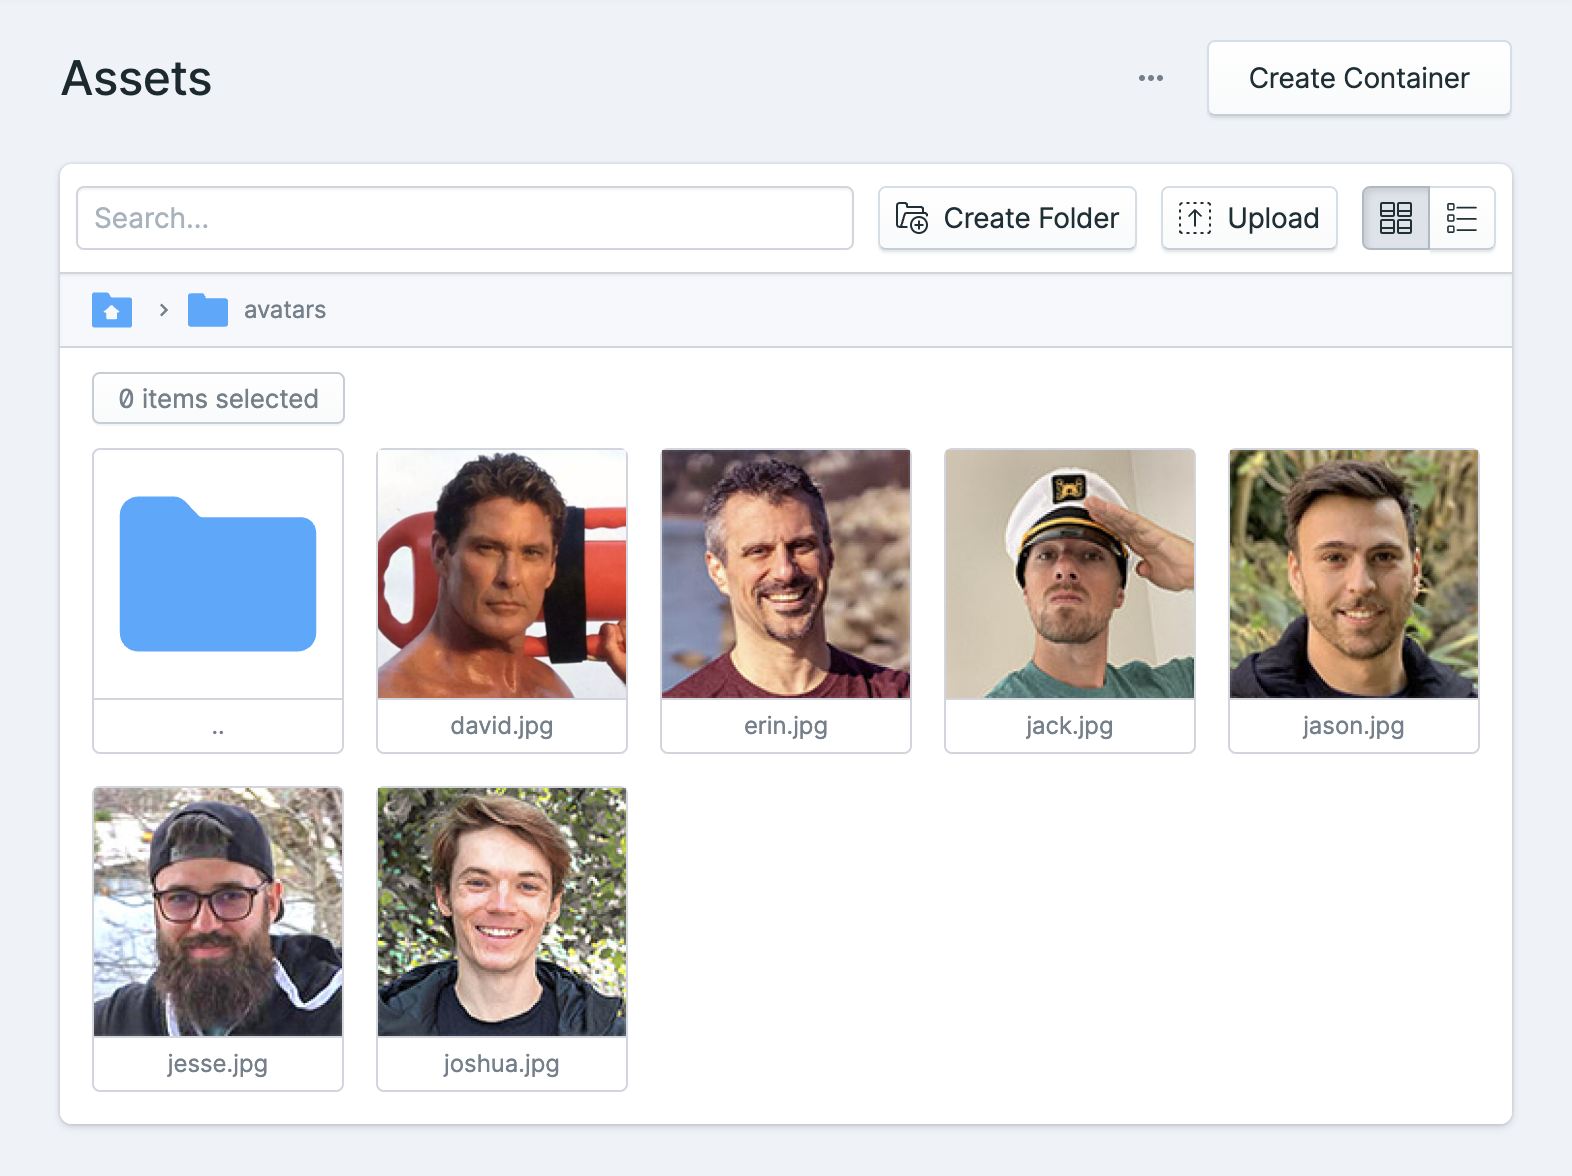 Assets
Create Container
Search...
Create Folder
Upload
avatars
0 items selected
..
david.jpg
erin.jpg
jack.jpg
jason.jpg
jesse.jpg
joshua.jpg